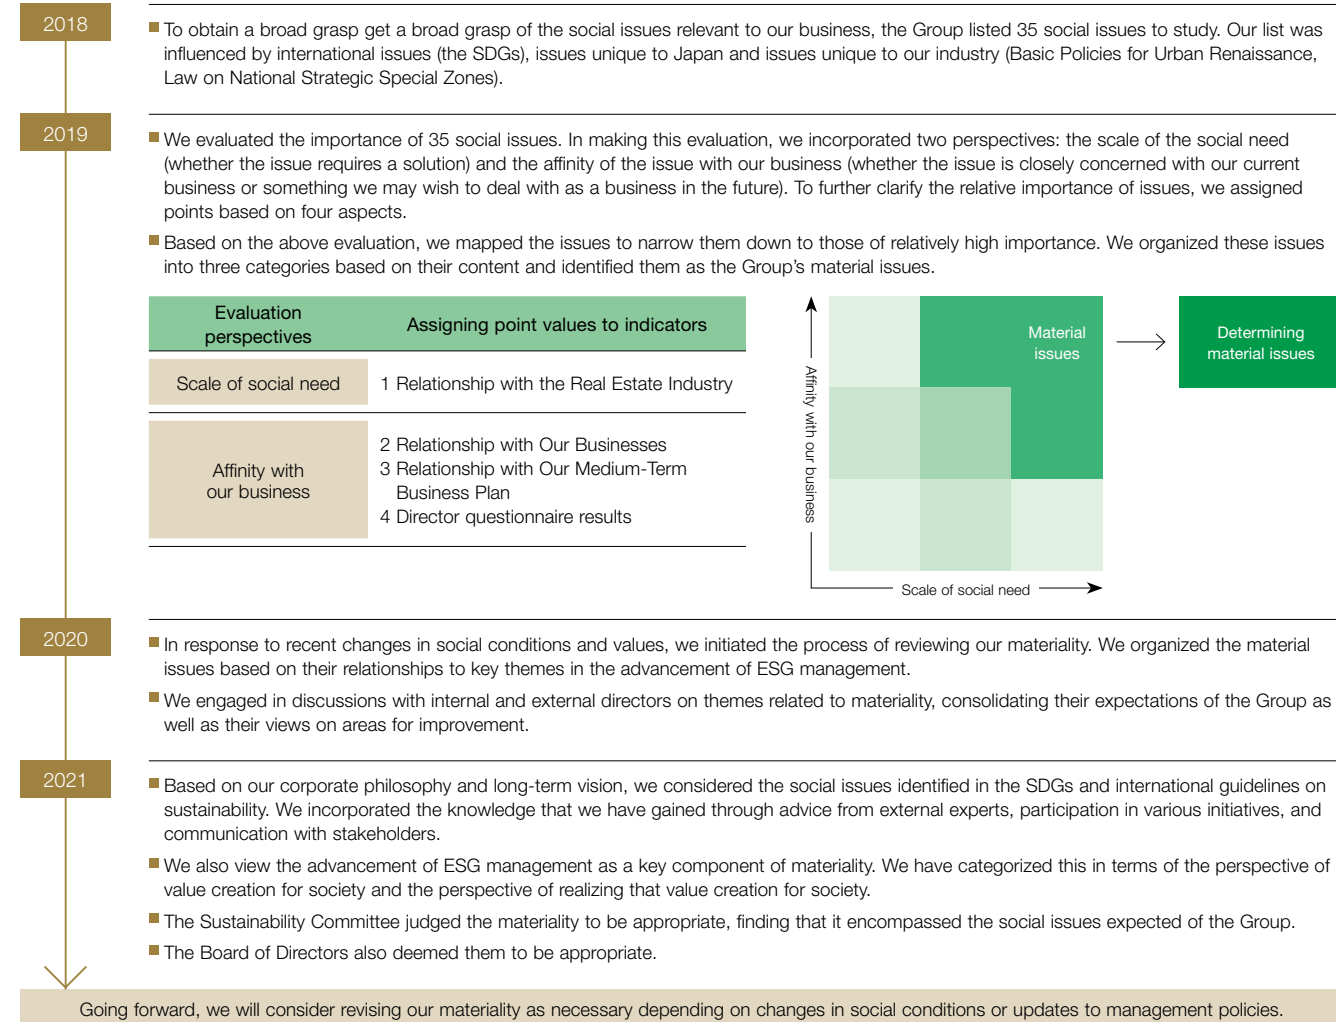 2018
To obtain a broad grasp get a broad grasp of the social issues relevant to our business, the Group listed 35 social issues to study. Our list was
influenced by international issues (the SDGs), issues unique to Japan and issues unique to our industry (Basic Policies for Urban Renaissance,
Law on National Strategic Special Zones).
2019
We evaluated the importance of 35 social issues. In making this evaluation, we incorporated two perspectives: the scale of the social need
(whether the issue requires a solution) and the affinity of the issue with our business (whether the issue is closely concerned with our current
business or something we may wish to deal with as a business in the future). To further clarify the relative importance of issues, we assigned
points based on four aspects.
Based on the above evaluation, we mapped the issues to narrow them down to those of relatively high importance. We organized these issues
into three categories based on their content and identified them as the Group's material issues.
Evaluation
perspectives
Assigning point values to indicators
Scale of social need
1 Relationship with the Real Estate Industry
Affinity with
our business
2 Relationship with Our Businesses
3 Relationship with Our Medium-Term
Business Plan
4 Director questionnaire results
Affinity with our business
Material
issues
Scale of social need
Determining
material issues
2020
In response to recent changes in social conditions and values, we initiated the process of reviewing our materiality. We organized the material
issues based on their relationships to key themes in the advancement of ESG management.
We engaged in discussions with internal and external directors on themes related to materiality, consolidating their expectations of the Group as
well as their views on areas for improvement.
2021
Based on our corporate philosophy and long-term vision, we considered the social issues identified in the SDGs and international guidelines on
sustainability. We incorporated the knowledge that we have gained through advice from external experts, participation in various initiatives, and
communication with stakeholders.
We also view the advancement of ESG management as a key component of materiality. We have categorized this in terms of the perspective of
value creation for society and the perspective of realizing that value creation for society.
The Sustainability Committee judged the materiality to be appropriate, finding that it encompassed the social issues expected of the Group.
The Board of Directors also deemed them to be appropriate.
Going forward, we will consider revising our materiality as necessary depending on changes in social conditions or updates to management policies.